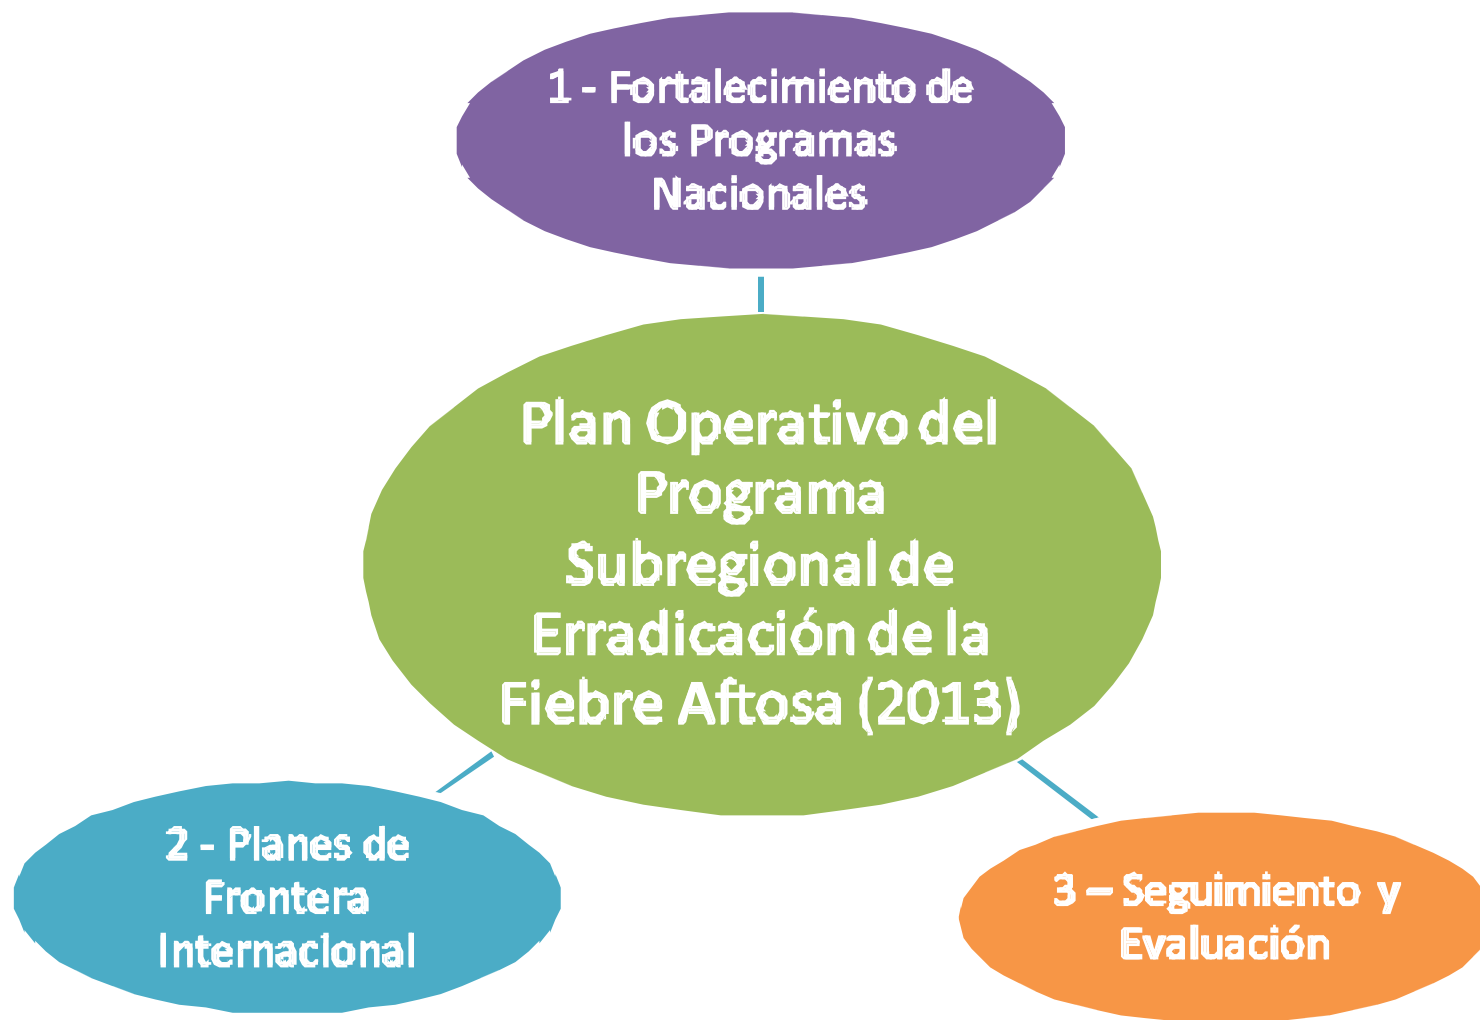 1 - Fortalecimiento de
los Programas
Nacionales
Plan Operativo del
Programa
Subregional de
Erradicación de la
Fiebre Aftosa (2013)
2 - Planes de
Frontera
Internacional
3 – Seguimiento y
Evaluación